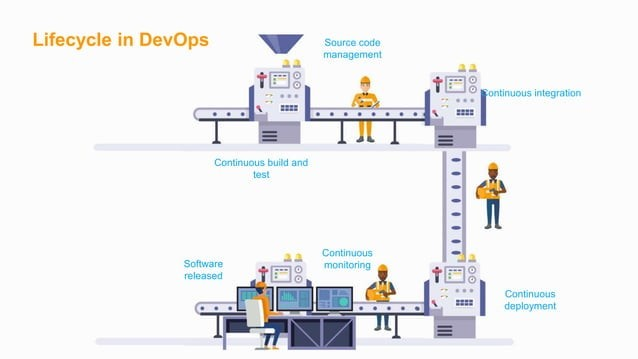 Lifecycle in DevOps
Source code
management
Continuous integration
Continuous build and
test
Continuous
monitoring
Software
released
Continuous
deployment